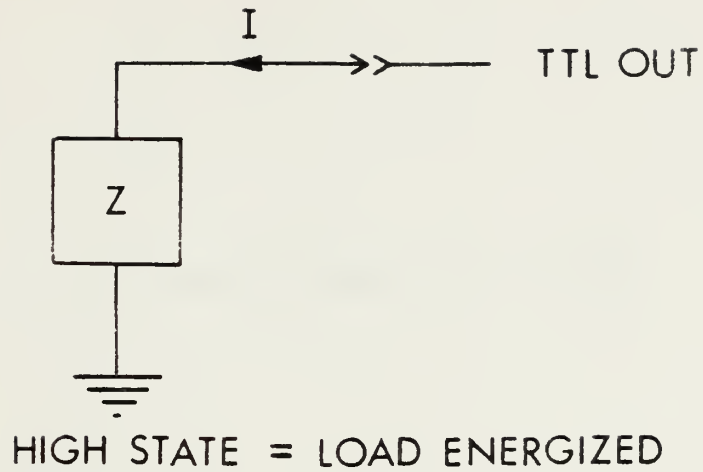 I
TTL OUT
Z
HIGH STATE = LOAD ENERGIZED